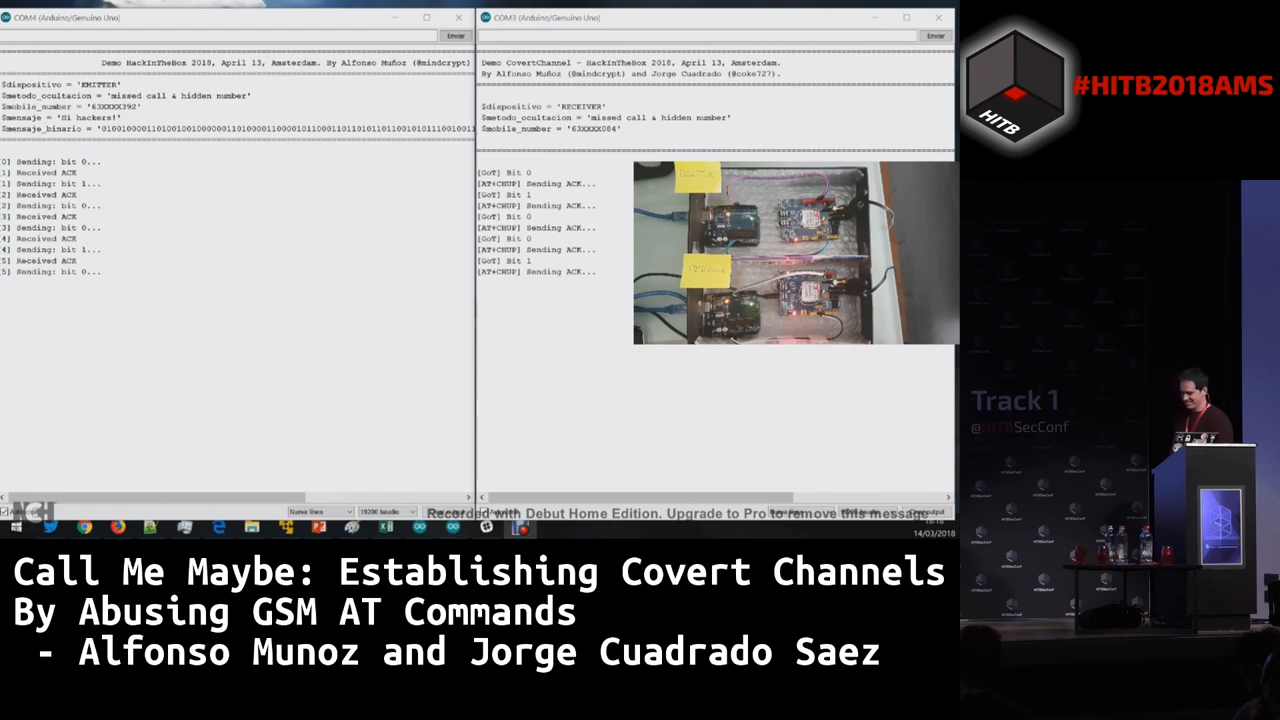 COM4 (Arduino/Genuino Uno)
Enviar
Demo HackInTheBox 2018, April 13, Amsterdam. By Alfonso Muñoz (@mindcrypt)
$dispositivo = 'EMITTER
$metodo_ocultacion = 'missed call & hidden number'
$mobile_number = '63XXXX392'
$mensaje = 'Hi hackers!'
[0] Sending: bit 0...
[1] Received ACK
[1] Sending: bit 1...
[2] Received ACK
[2] Sending: bit 0...
[3] Received ACK
[3] Sending: bit 0...
[4] Received ACK
[4] Sending: bit 1...
[5] Received ACK
[5] Sending: bit 0...
Nueva línea
19200 baudio
COM3 (Arduino/Genuino Uno)
Enviar
Demo CovertChannel - HackInTheBox 2018, April 13, Amsterdam.
By Alfonso Muñoz (@mindcrypt) and Jorge Cuadrado (@coke727).
$dispositivo = 'RECEIVER
$metodo_ocultacion = 'missed call & hidden number'
$mobile_number = '63XXXX084'
[GoT] Bit 0
[AT+CHUP] Sending ACK...
[GoT] Bit 1
[AT+CHUP] Sending ACK...
[GoT] Bit 0
[AT+CHUP] Sending ACK...
[GoT] Bit 0
[AT+CHUP] Sending ACK...
[GoT] Bit 1
[AT+CHUP] Sending ACK...
Recorded with Debut Home Edition. Upgrade to Pro to remove this message
14/03/2018
HITB
#HITB2018AMS
Track 1
@HITBSecConf
Call Me Maybe: Establishing Covert Channels
By Abusing GSM AT Commands
- Alfonso Munoz and Jorge Cuadrado Saez